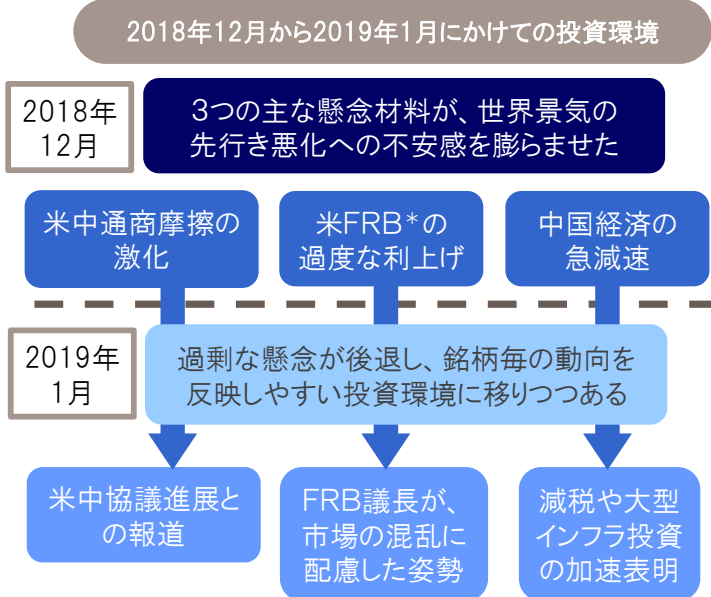 2018年12月から2019年1月にかけての投資環境
2018年
12月
3つの主な懸念材料が、世界景気の
先行き悪化への不安感を膨らませた
米中通商摩擦の
激化
米FRB*の
過度な利上げ
中国経済の
急減速
2019年
1月
過剰な懸念が後退し、銘柄毎の動向を
反映しやすい投資環境に移りつつある
米中協議進展と
の報道
FRB議長が、
市場の混乱に
配慮した姿勢
減税や大型
インフラ投資
の加速表明